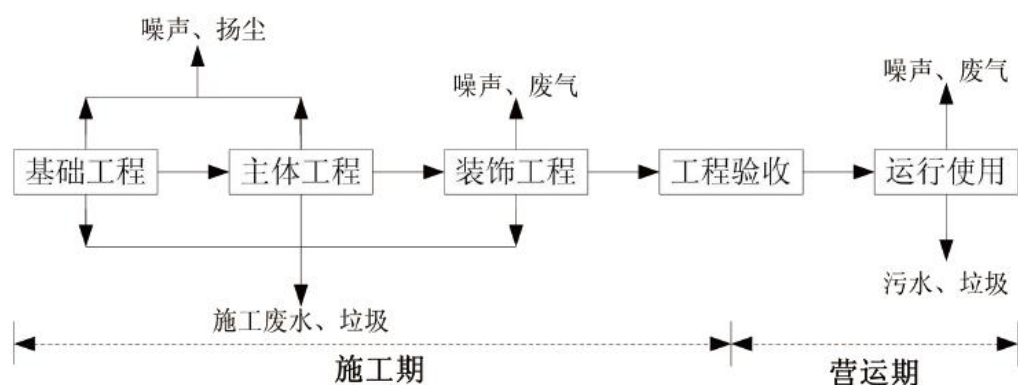 噪声、扬尘
噪声、废气
噪声、废气
基础工程
主体工程
装饰工程
工程验收
运行使用
污水、垃圾
施工废水、垃圾
施工期
营运期